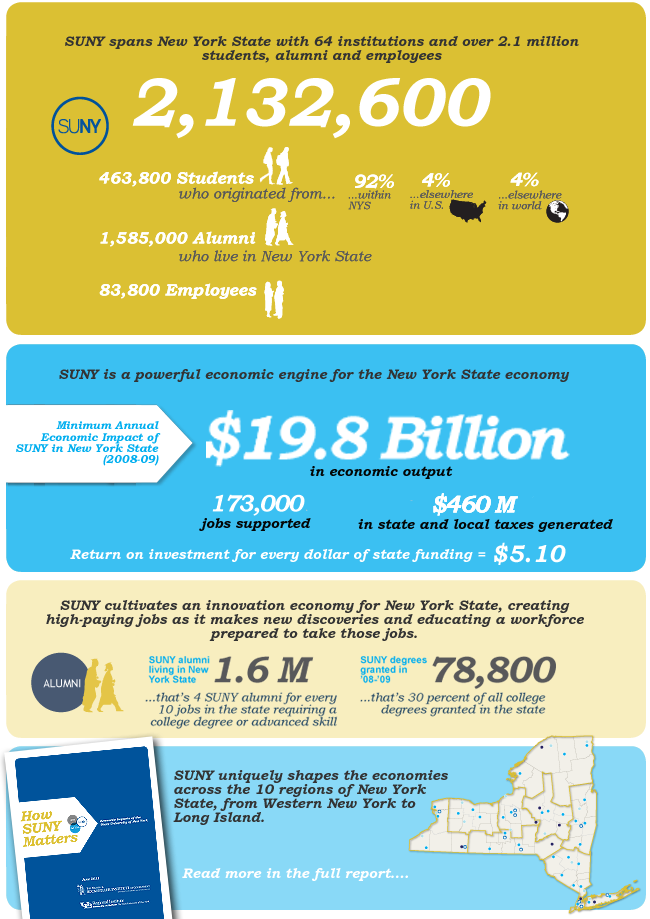 SUNY spans New York State with 64 institutions and over 2.1 million
students, alumni and employees
SUNY
2,132,600
463,800 Students
who originated from...
92%
...within
NYS
4%
...elsewhere
in U.S.
4%
...elsewhere
in world
1,585,000 Alumni
who live in New York State
83,800 Employees
SUNY is a powerful economic engine for the New York State economy
Minimum Annual
Economic Impact of
SUNY in New York State
(2008-09)
$19.8 Billion
in economic output
173,000
jobs supported
$460 M
in state and local taxes generated
Return on investment for every dollar of state funding = $5.10
SUNY cultivates an innovation economy for New York State, creating
high-paying jobs as it makes new discoveries and educating a workforce
prepared to take those jobs.
ALUMNI
SUNY alumni
living in New
York State
1.6 M
...that's 4 SUNY alumni for every
10 jobs in the state requiring a
college degree or advanced skill
SUNY degrees
granted in
'08-'09
78,800
...that's 30 percent of all college
degrees granted in the state
How
SUNY
Matters
Economic Impacts of the
State University of New York
SUNY uniquely shapes the economies
across the 10 regions of New York
State, from Western New York to
Long Island.
Read more in the full report....